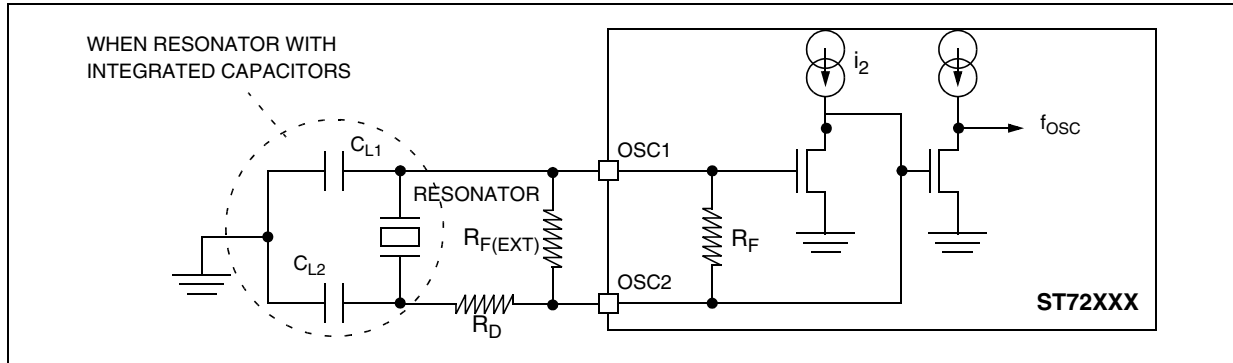 WHEN RESONATOR WITH
INTEGRATED CAPACITORS
i2
fOSC
CL1
OSC1
RESONATOR
RF(EXT)
RF
CL2
OSC2
RD
ST72XXX